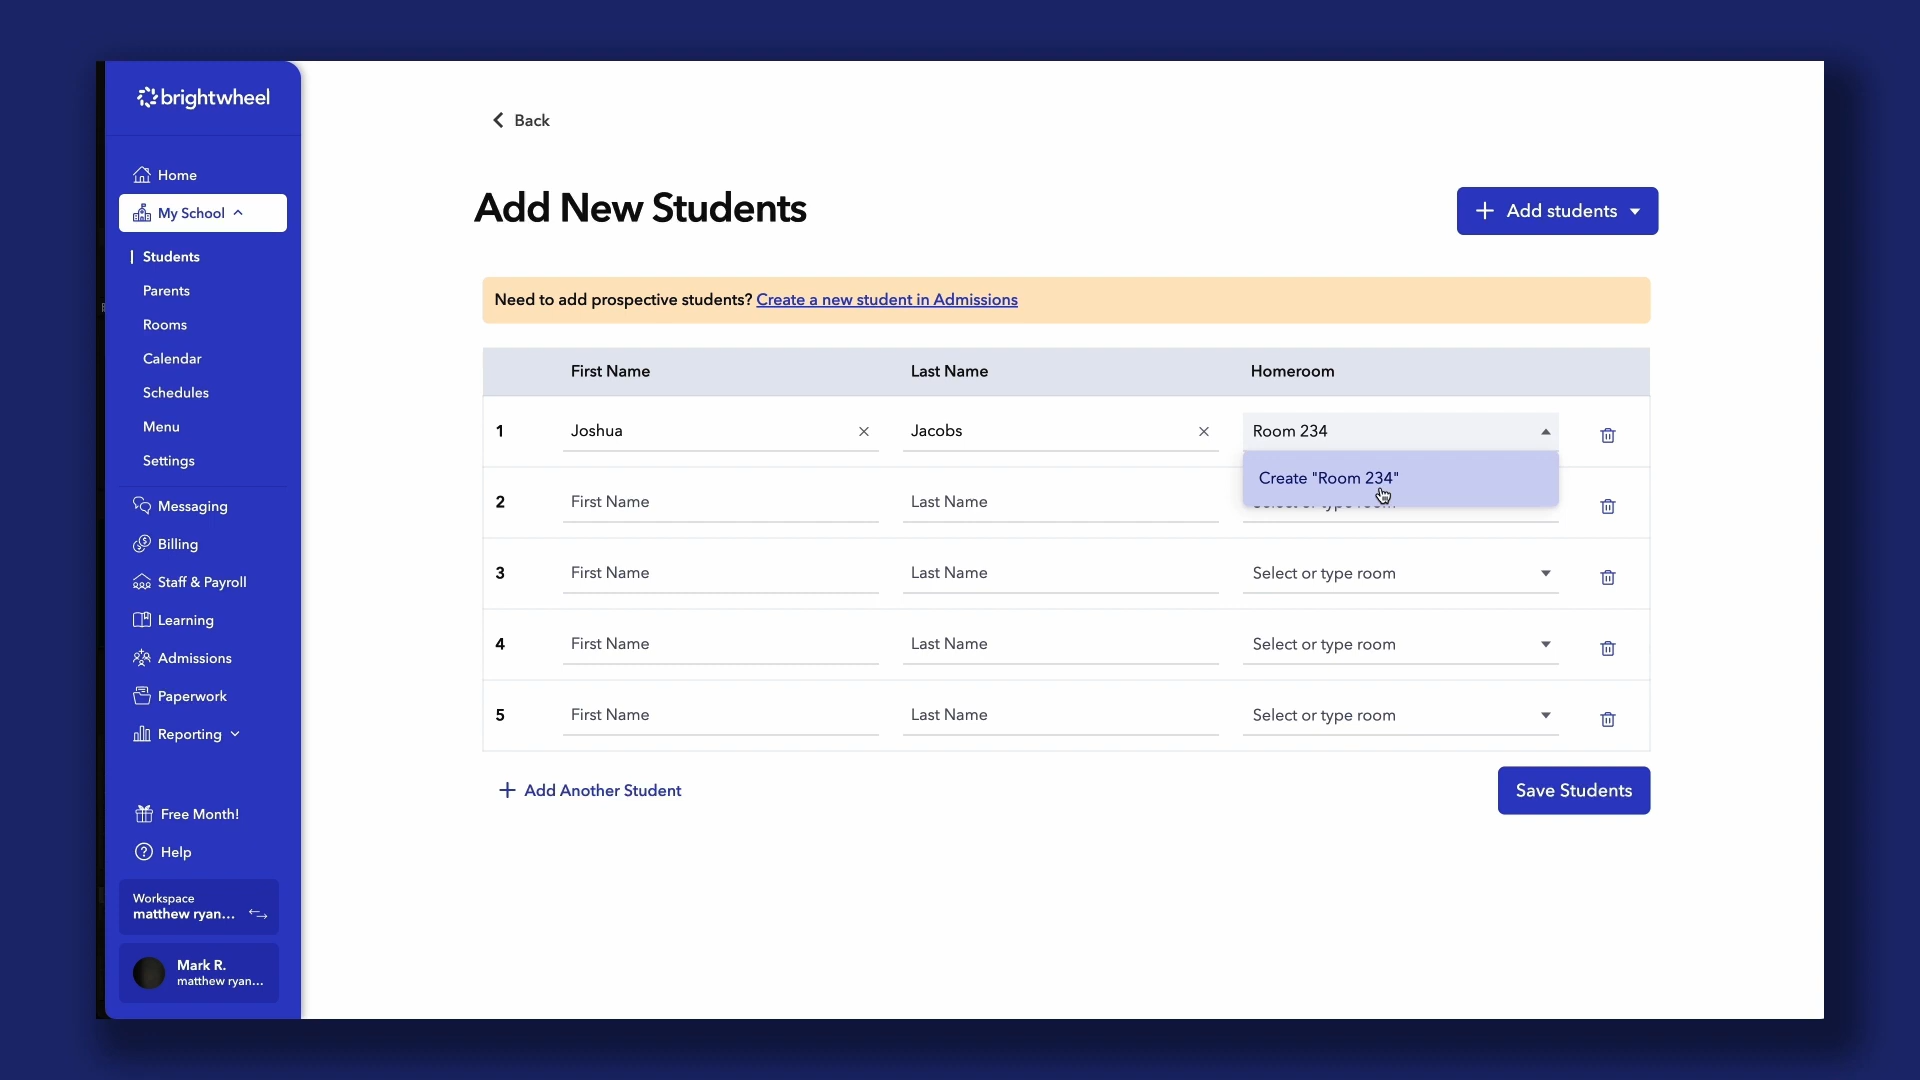 brightwheel
Home
My School
Students
Parents
Rooms
Calendar
Schedules
Menu
Settings
Messaging
Billing
Staff & Payroll
Learning
Admissions
Paperwork
Reporting
Free Month!
Help
Workspace
matthew ryan...
Mark R.
matthew ryan...
Back
Add New Students
Add students
Need to add prospective students? Create a new student in Admissions
First Name Last Name Homeroom
1 Joshua Jacobs Room 234
Create "Room 234"
2 First Name Last Name
3 First Name Last Name Select or type room
4 First Name Last Name Select or type room
5 First Name Last Name Select or type room
Add Another Student
Save Students